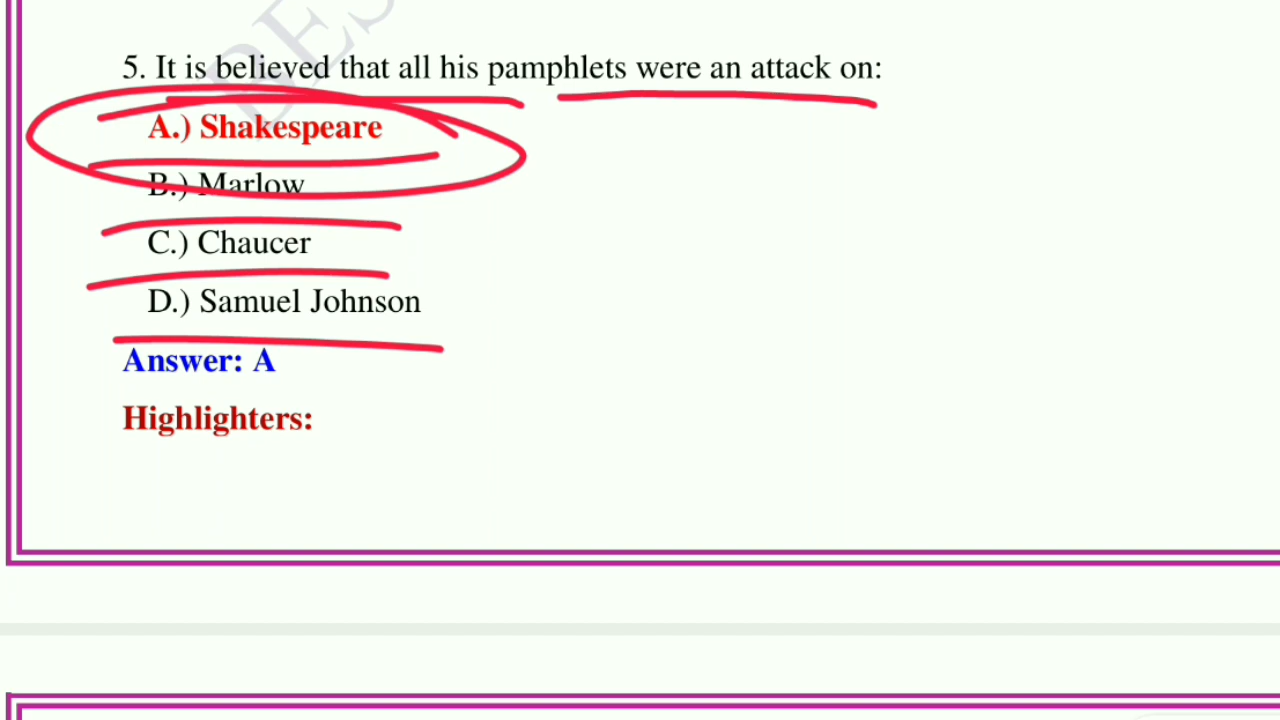 5. It is believed that all his pamphlets were an attack on:
A.) Shakespeare
B.) Marlow
C.) Chaucer
D.) Samuel Johnson
Answer: A
Highlighters: